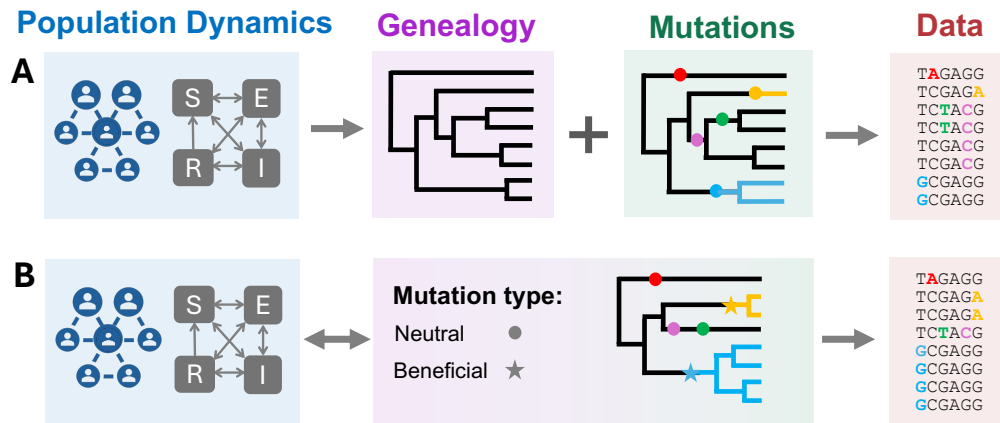 Population Dynamics
Genealogy
Mutations
Data
A
S E
R I
TAGAGG
TCGAGA
TCTACG
TCTACG
TCGACG
TCGACG
GCGAGG
GCGAGG
B
S E
R I
Mutation type:
Neutral
Beneficial
TAGAGG
TCGAGA
TCGAGA
TCTACG
GCGAGG
GCGAGG
GCGAGG
GCGAGG